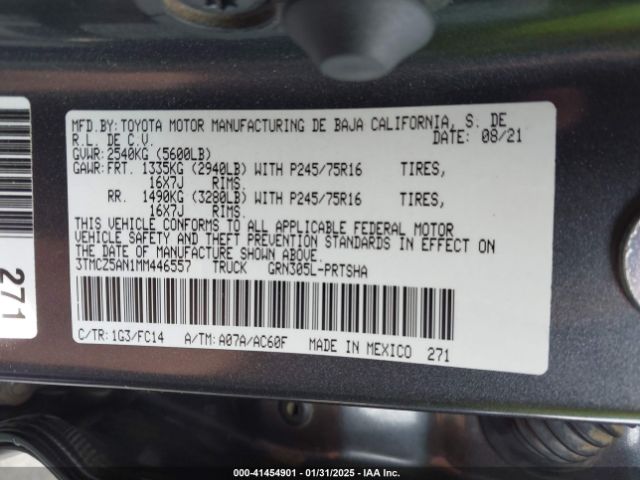 MFD.BY:TOYOTA MOTOR MANUFACTURING DE BAJA CALIFORNIA, S. DE
R.L. DE C.V. DATE: 08/21
GVWR:2540KG (5600LB)
GAWR:FRT. 1335KG (2940LB) WITH P245/75R16 TIRES,
16X7J RIMS.
RR. 1490KG (3280LB) WITH P245/75R16 TIRES,
16X7J RIMS.
THIS VEHICLE CONFORMS TO ALL APPLICABLE FEDERAL MOTOR
VEHICLE SAFETY AND THEFT PREVENTION STANDARDS IN EFFECT ON
THE DATE OF MANUFACTURE SHOWN ABOVE.
3TMCZ5AN1MM446557 TRUCK GRN305L-PRTSHA
C/TR:1G3/FC14 A/TM:A07A/AC60F MADE IN MEXICO 271
271
000-41454901 - 01/31/2025 - IAA Inc.